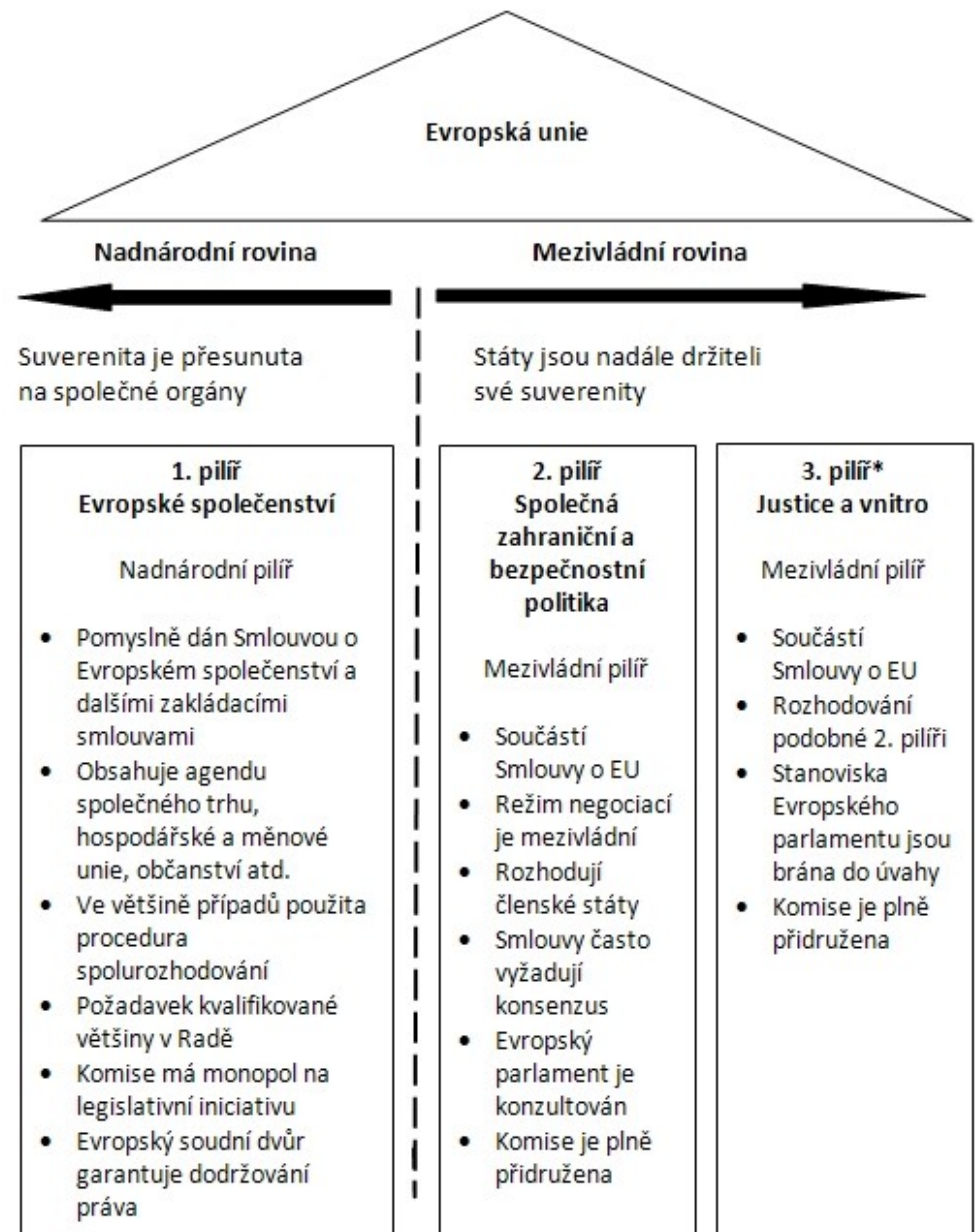 Evropská unie
Nadnárodní rovina
Mezivládní rovina
Suverenita je přesunuta
na společné orgány
Státy jsou nadále držiteli
své suverenity
1. pilíř
Evropské společenství
Nadnárodní pilíř
• Pomyslně dán Smlouvou o
Evropském společenství a
dalšími zakládacími
smlouvami
• Obsahuje agendu
společného trhu,
hospodářské a měnové
unie, občanství atd.
• Ve většině případů použita
procedura
spolurozhodování
• Požadavek kvalifikované
většiny v Radě
• Komise má monopol na
legislativní iniciativu
• Evropský soudní dvůr
garantuje dodržování
práva
2. pilíř
Společná
zahraniční a
bezpečnostní
politika
Mezivládní pilíř
• Součástí
Smlouvy o EU
• Režim negociací
je mezivládní
• Rozhodují
členské státy
• Smlouvy často
vyžadují
konsenzus
• Evropský
parlament je
konzultován
• Komise je plně
přidružena
3. pilíř*
Justice a vnitro
Mezivládní pilíř
• Součástí
Smlouvy o EU
• Rozhodování
podobné 2. pilíři
• Stanoviska
Evropského
parlamentu jsou
brána do úvahy
• Komise je plně
přidružena